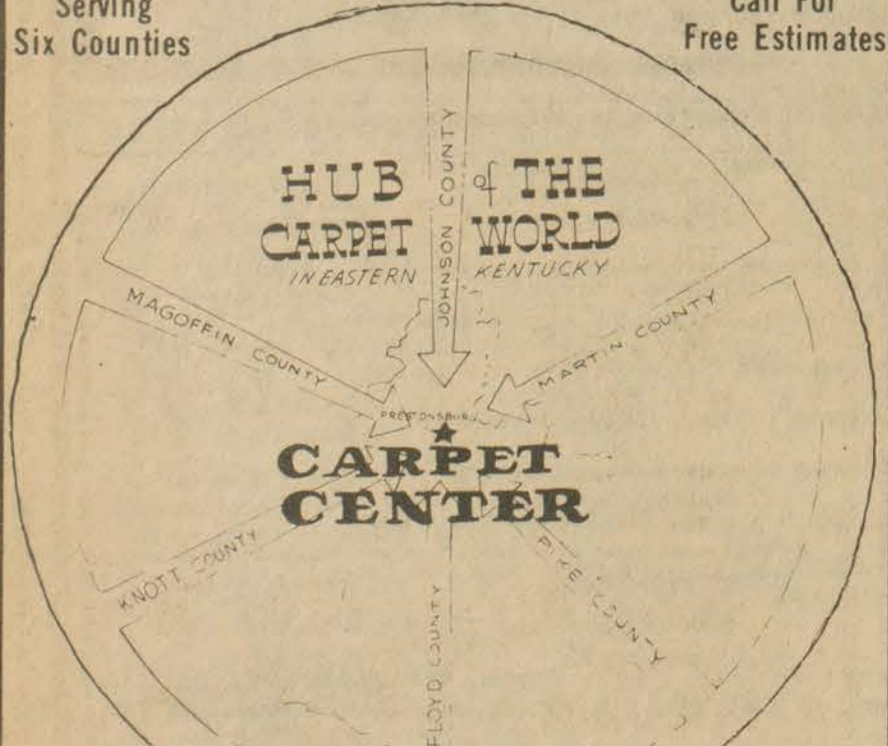 Serving
Six Counties
Call For
Free Estimates
HUB of THE
CARPET WORLD
IN EASTERN KENTUCKY
JOHNSON COUNTY
MAGOFFIN COUNTY
MARTIN COUNTY
PRESTONSBURG
CARPET
CENTER
KNOTT COUNTY
FLOYD COUNTY
PIKE COUNTY